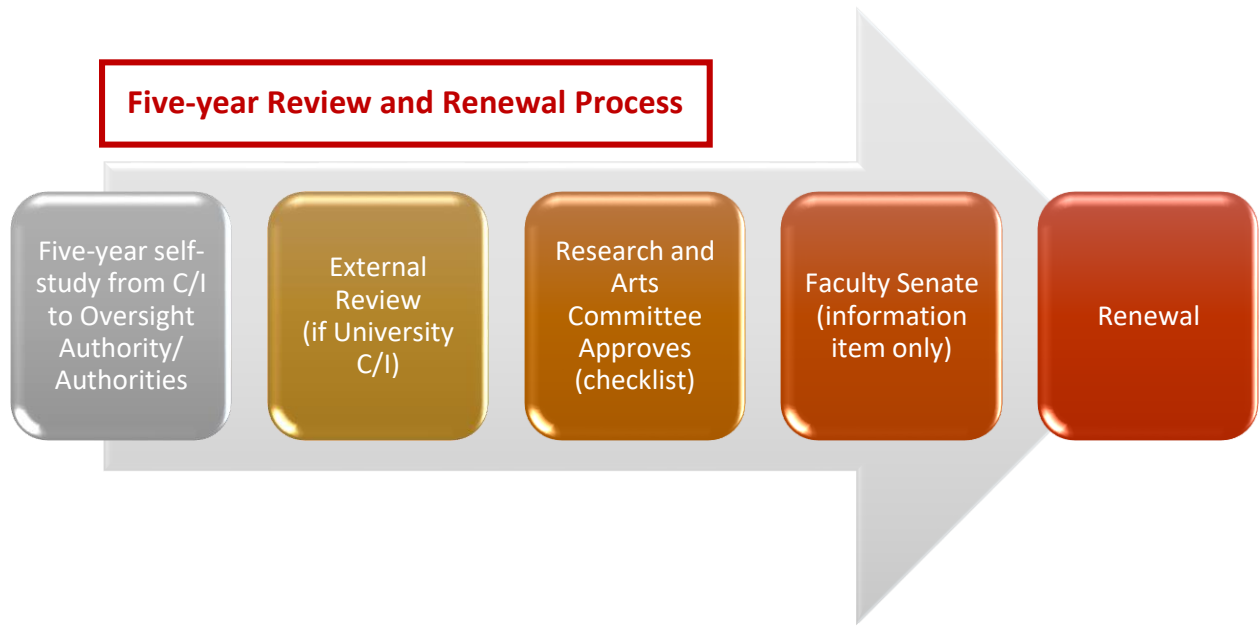 Five-year Review and Renewal Process
Five-year self-
study from C/I
to Oversight
Authority/
Authorities
External
Review
(if University
C/I)
Research and
Arts
Committee
Approves
(checklist)
Faculty Senate
(information
item only)
Renewal